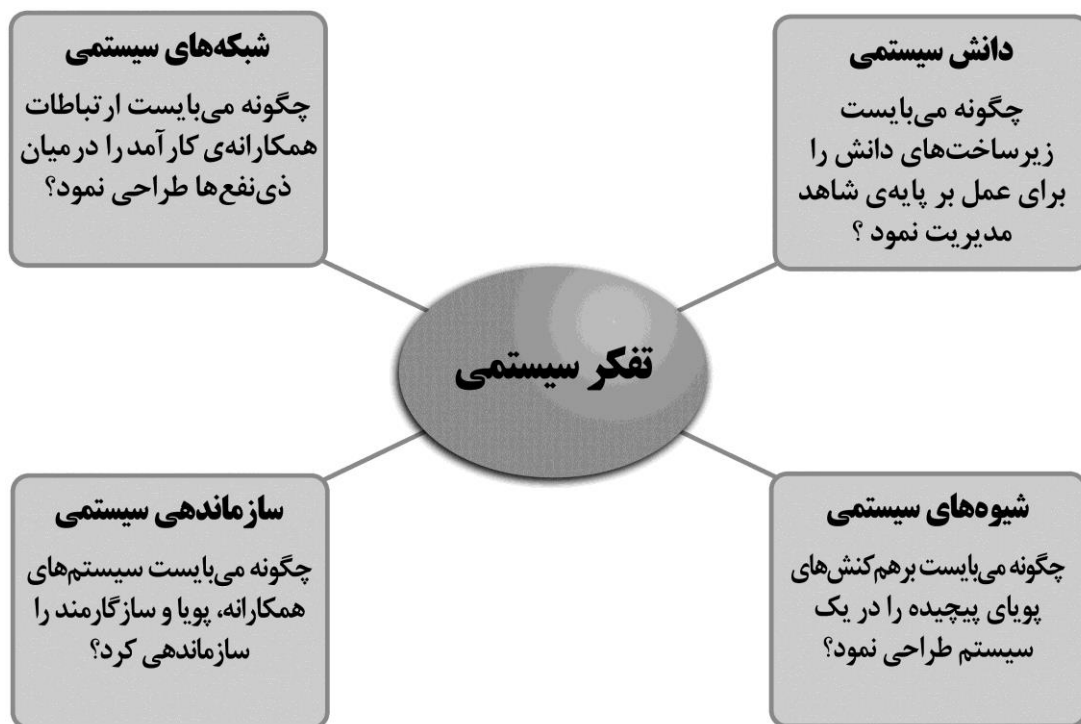 دانش سیستمی
چگونه می‌بایست
زیرساخت‌های دانش را
برای عمل بر پایه‌ی شاهد
مدیریت نمود ؟
شبکه‌های سیستمی
چگونه می‌بایست ارتباطات
همکارانه‌ی کارآمد را در میان
ذی‌نفع‌ها طراحی نمود؟
تفکر سیستمی
شیوه‌های سیستمی
چگونه می‌بایست برهم‌کنش‌های
پویای پیچیده را در یک
سیستم طراحی نمود؟
سازماندهی سیستمی
چگونه می‌بایست سیستم‌های
همکارانه، پویا و سازگارمند را
سازماندهی کرد؟